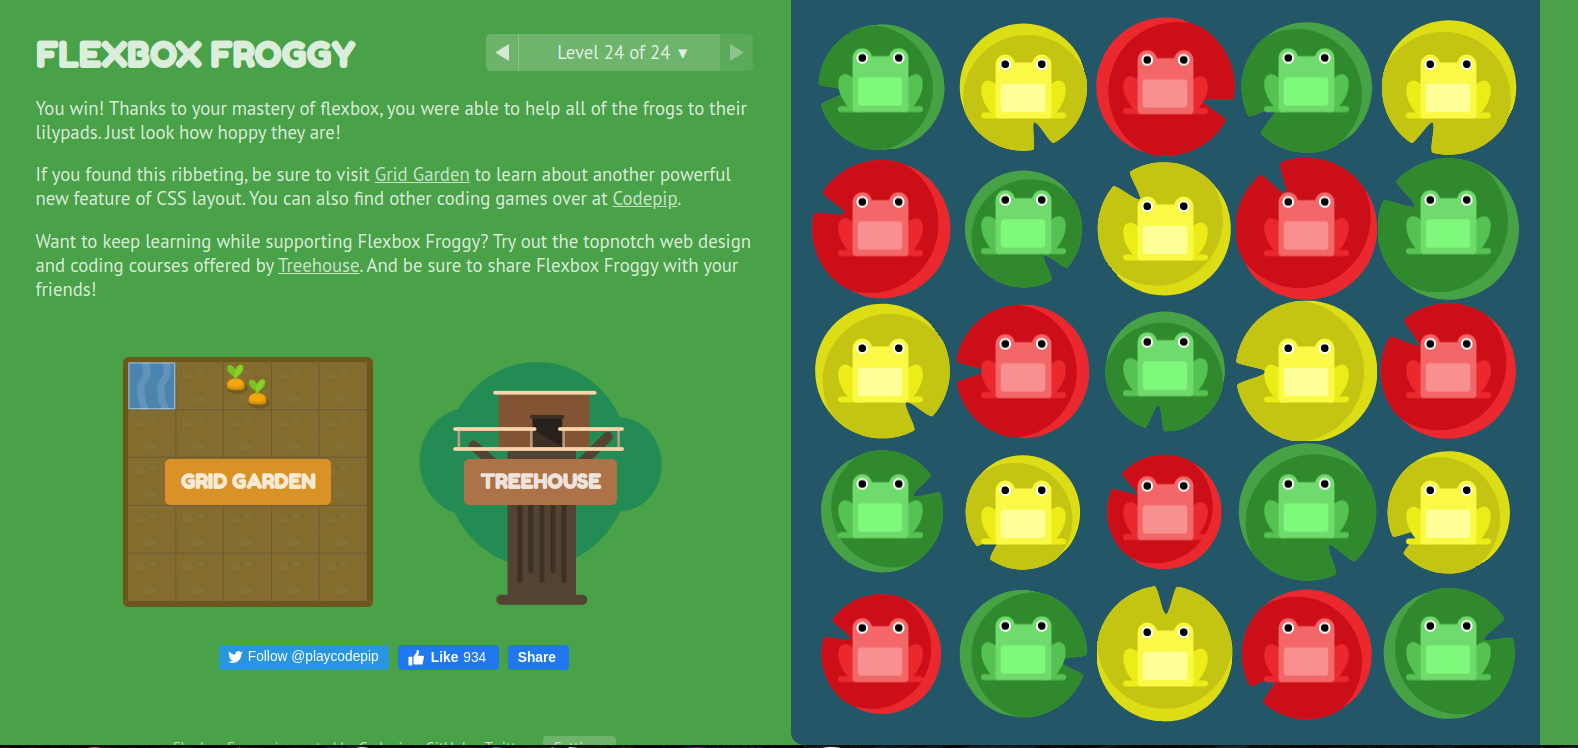 FLEXBOX FROGGY
Level 24 of 24 ▼
You win! Thanks to your mastery of flexbox, you were able to help all of the frogs to their
lilypads. Just look how hoppy they are!
If you found this ribbeting, be sure to visit Grid Garden to learn about another powerful
new feature of CSS layout. You can also find other coding games over at Codepip.
Want to keep learning while supporting Flexbox Froggy? Try out the topnotch web design
and coding courses offered by Treehouse. And be sure to share Flexbox Froggy with your
friends!
GRID GARDEN
TREEHOUSE
Follow @playcodepip
Like 934
Share